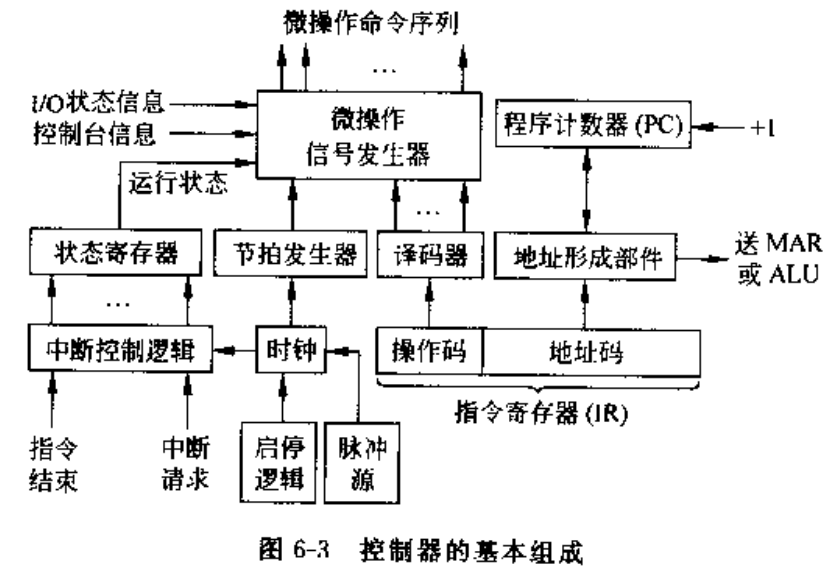 微操作命令序列
…
I/O状态信息
控制台信息
微操作
信号发生器
程序计数器 (PC)
+1
运行状态
…
状态寄存器
节拍发生器
译码器
地址形成部件
送 MAR
或 ALU
…
中断控制逻辑
时钟
操作码
地址码
指令寄存器 (IR)
指令
结束
中断
请求
启停
逻辑
脉冲
源
图 6-3 控制器的基本组成